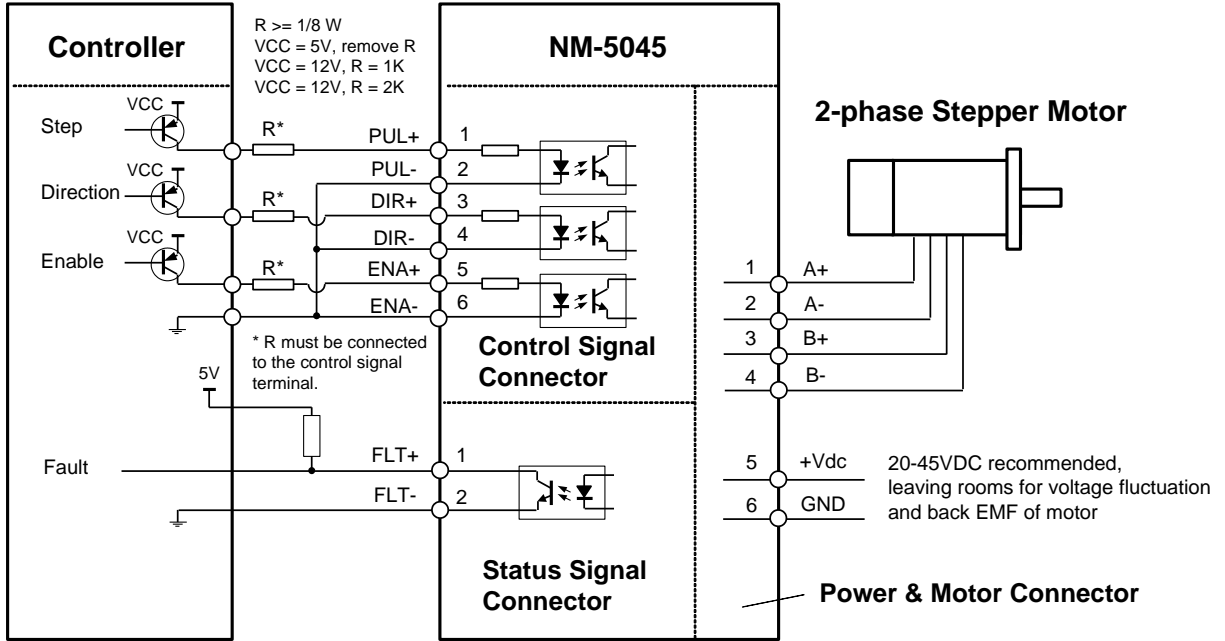 Controller
R >= 1/8 W
VCC = 5V, remove R
VCC = 12V, R = 1K
VCC = 12V, R = 2K
NM-5045
2-phase Stepper Motor
VCC
Step
R*
PUL+
1
PUL-
2
VCC
Direction
R*
DIR+
3
DIR-
4
VCC
Enable
R*
ENA+
5
ENA-
6
* R must be connected
to the control signal
terminal.
Control Signal
Connector
1
A+
2
A-
3
B+
4
B-
5V
Fault
FLT+
1
FLT-
2
Status Signal
Connector
5
+Vdc
6
GND
20-45VDC recommended,
leaving rooms for voltage fluctuation
and back EMF of motor
Power & Motor Connector